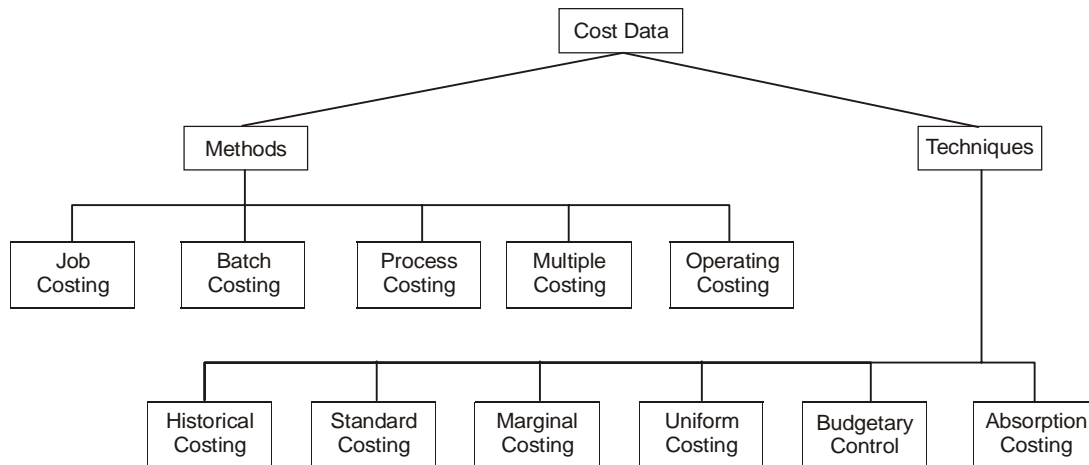 Cost Data
Methods
Techniques
Job
Costing
Batch
Costing
Process
Costing
Multiple
Costing
Operating
Costing
Historical
Costing
Standard
Costing
Marginal
Costing
Uniform
Costing
Budgetary
Control
Absorption
Costing